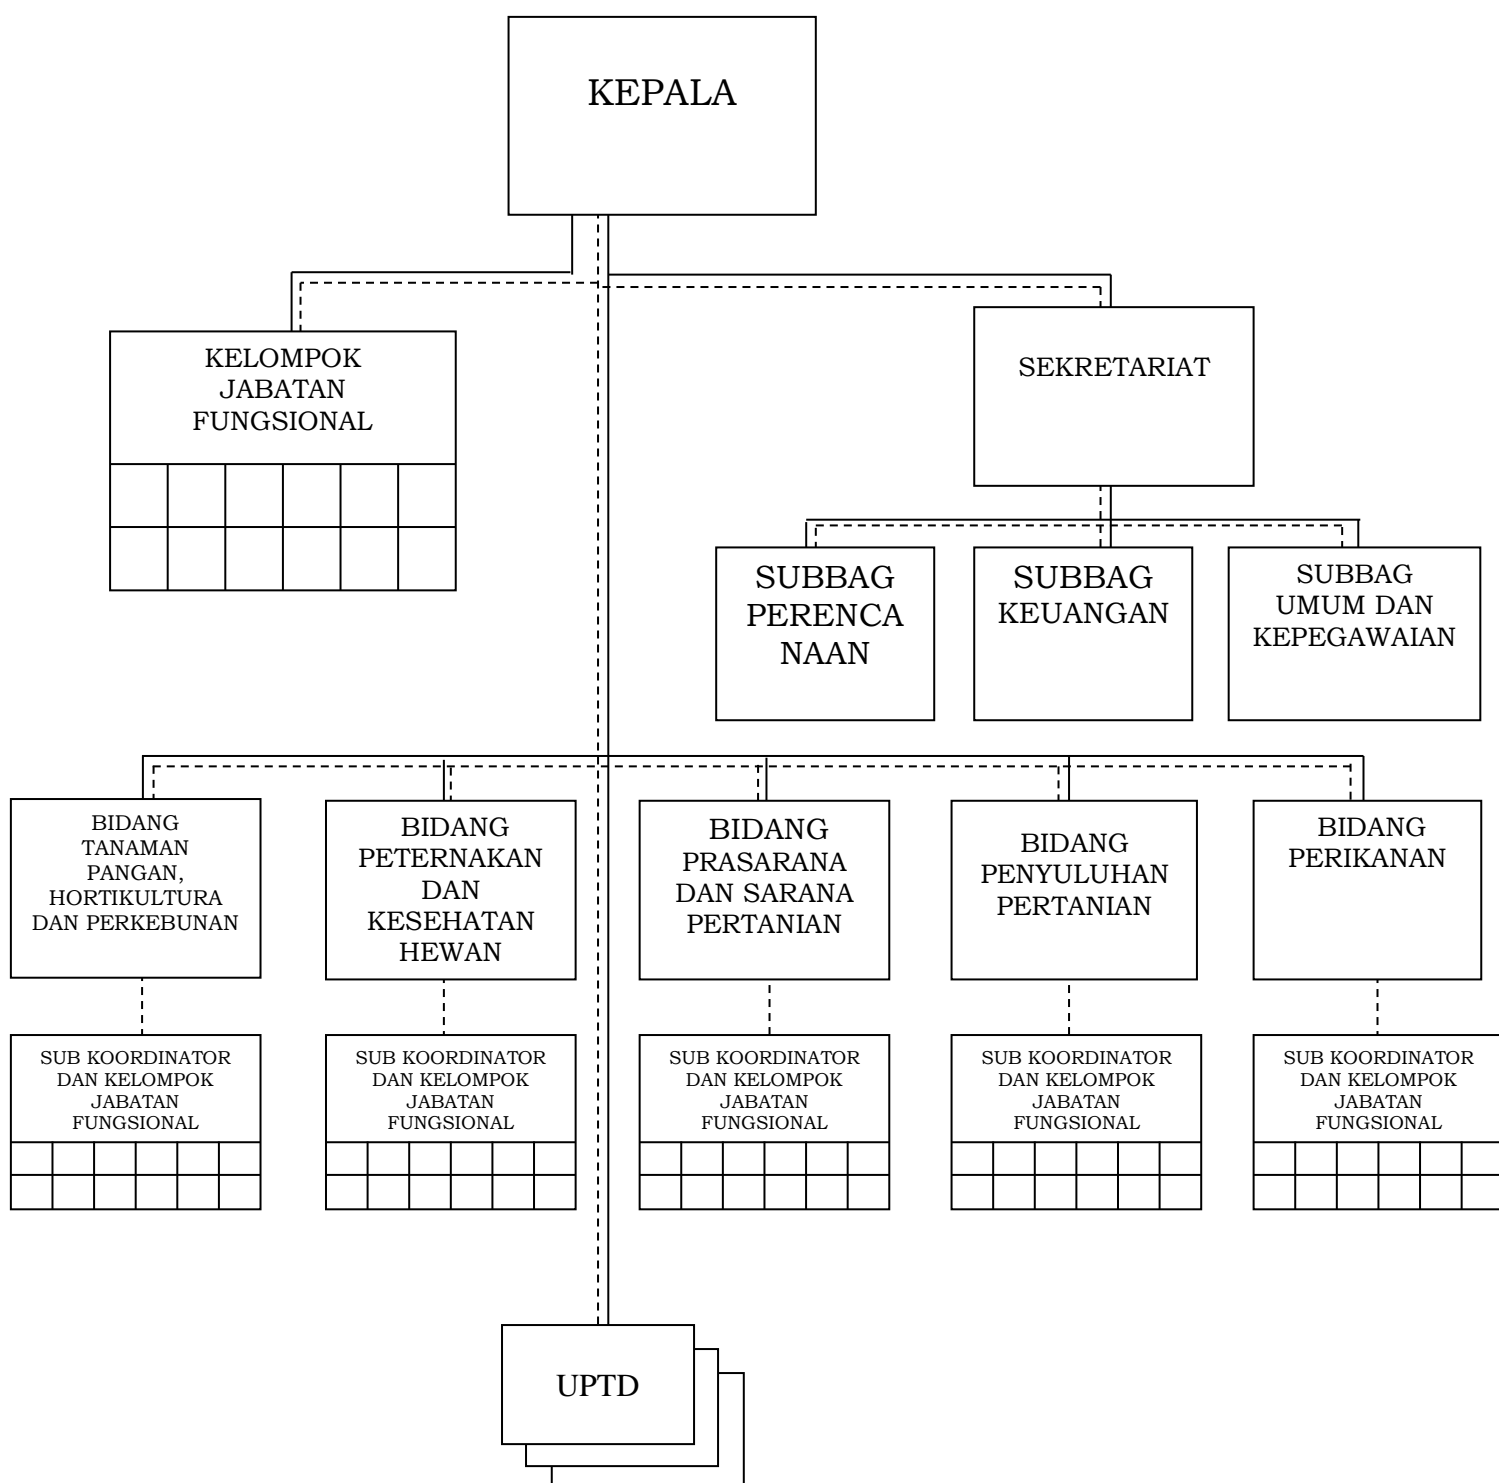 KEPALA
KELOMPOK
JABATAN
FUNGSIONAL
SEKRETARIAT
SUBBAG
PERENCA
NAAN
SUBBAG
KEUANGAN
SUBBAG
UMUM DAN
KEPEGAWAIAN
BIDANG
TANAMAN
PANGAN,
HORTIKULTURA
DAN PERKEBUNAN
BIDANG
PETERNAKAN
DAN
KESEHATAN
HEWAN
BIDANG
PRASARANA
DAN SARANA
PERTANIAN
BIDANG
PENYULUHAN
PERTANIAN
BIDANG
PERIKANAN
SUB KOORDINATOR
DAN KELOMPOK
JABATAN
FUNGSIONAL
SUB KOORDINATOR
DAN KELOMPOK
JABATAN
FUNGSIONAL
SUB KOORDINATOR
DAN KELOMPOK
JABATAN
FUNGSIONAL
SUB KOORDINATOR
DAN KELOMPOK
JABATAN
FUNGSIONAL
SUB KOORDINATOR
DAN KELOMPOK
JABATAN
FUNGSIONAL
UPTD